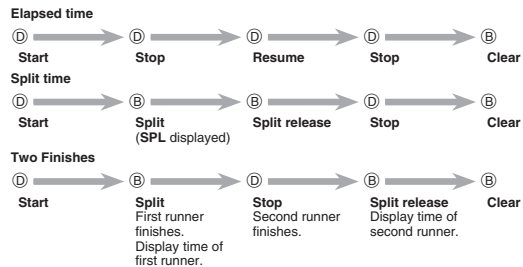 Elapsed time
Ⓓ Ⓓ Ⓓ Ⓓ Ⓑ
Start Stop Resume Stop Clear
Split time
Ⓓ Ⓑ Ⓑ Ⓓ Ⓑ
Start Split Split release Stop Clear
(SPL displayed)
Two Finishes
Ⓓ Ⓑ Ⓓ Ⓑ Ⓑ
Start Split Stop Split release Clear
First runner Second runner Display time of
finishes. finishes. second runner.
Display time of
first runner.